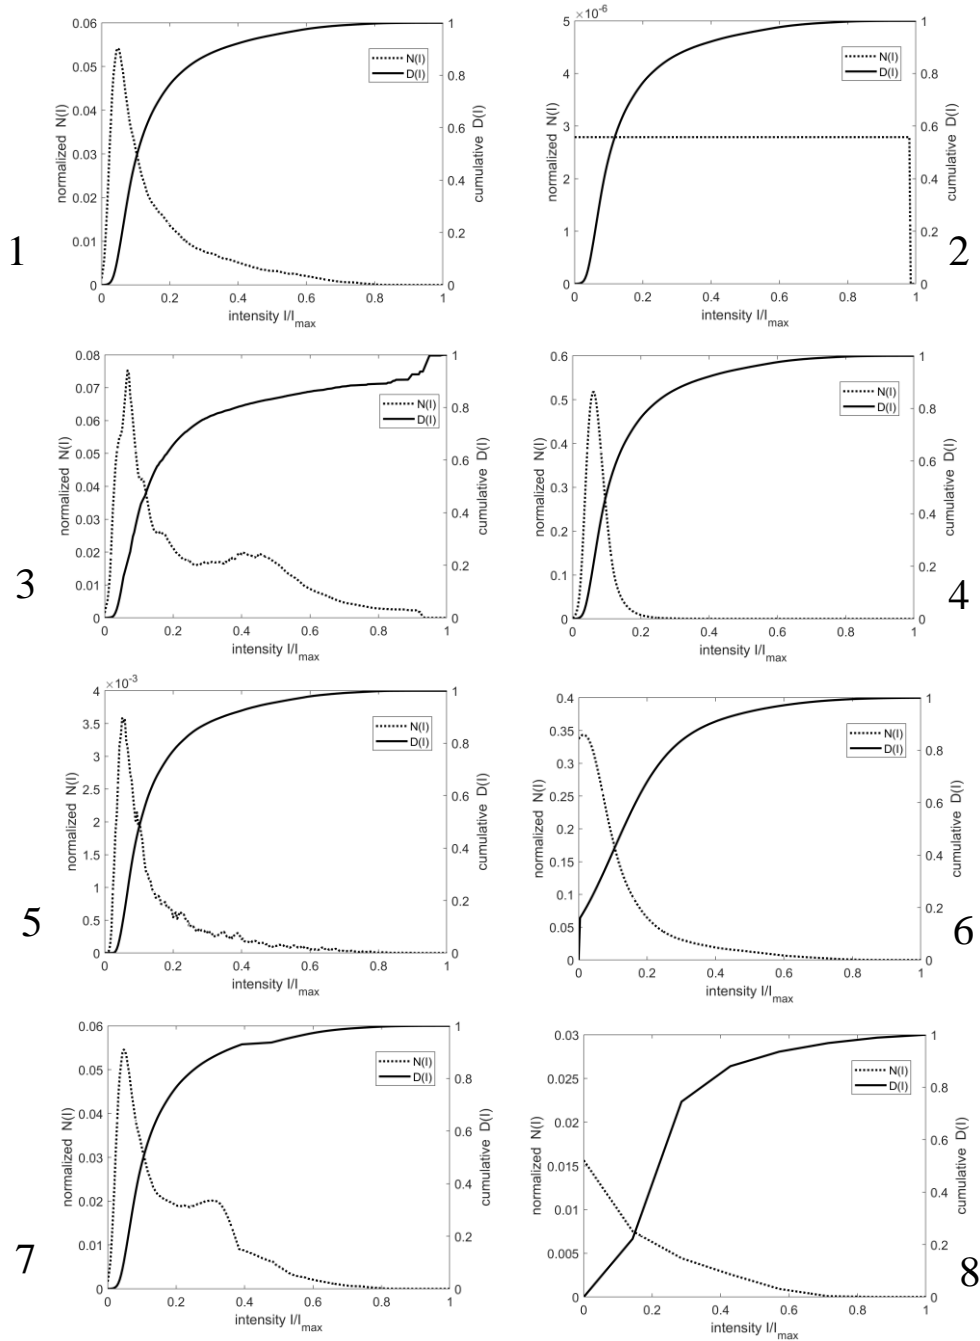 0.06
0.05
0.04
0.03
0.02
0.01
0
normalized N(I)
1
0.8
0.6
0.4
0.2
0
cumulative D(I)
N(I)
D(I)
0 0.2 0.4 0.6 0.8 1
intensity I/Imax
1
×10-6
5
4
3
2
1
0
normalized N(I)
1
0.8
0.6
0.4
0.2
0
cumulative D(I)
N(I)
D(I)
0 0.2 0.4 0.6 0.8 1
intensity I/Imax
2
0.08
0.07
0.06
0.05
0.04
0.03
0.02
0.01
0
normalized N(I)
1
0.8
0.6
0.4
0.2
0
cumulative D(I)
N(I)
D(I)
0 0.2 0.4 0.6 0.8 1
intensity I/Imax
3
0.6
0.5
0.4
0.3
0.2
0.1
0
normalized N(I)
1
0.8
0.6
0.4
0.2
0
cumulative D(I)
N(I)
D(I)
0 0.2 0.4 0.6 0.8 1
intensity I/Imax
4
×10-3
4
3.5
3
2.5
2
1.5
1
0.5
0
normalized N(I)
1
0.8
0.6
0.4
0.2
0
cumulative D(I)
N(I)
D(I)
0 0.2 0.4 0.6 0.8 1
intensity I/Imax
5
0.4
0.35
0.3
0.25
0.2
0.15
0.1
0.05
0
normalized N(I)
1
0.8
0.6
0.4
0.2
0
cumulative D(I)
N(I)
D(I)
0 0.2 0.4 0.6 0.8 1
intensity I/Imax
6
0.06
0.05
0.04
0.03
0.02
0.01
0
normalized N(I)
1
0.8
0.6
0.4
0.2
0
cumulative D(I)
N(I)
D(I)
0 0.2 0.4 0.6 0.8 1
intensity I/Imax
7
0.03
0.025
0.02
0.015
0.01
0.005
0
normalized N(I)
1
0.8
0.6
0.4
0.2
0
cumulative D(I)
N(I)
D(I)
0 0.2 0.4 0.6 0.8 1
intensity I/Imax
8